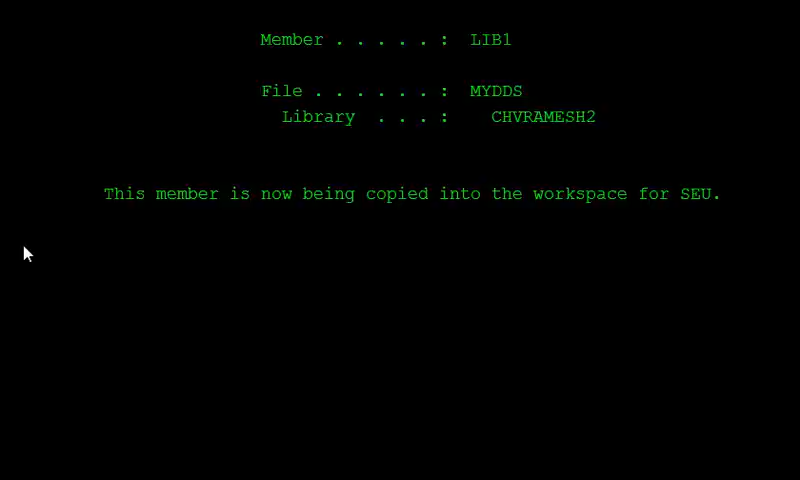 Member . . . . . :  LIB1
File . . . . . . :  MYDDS
Library  . . . :  CHVRAMESH2
This member is now being copied into the workspace for SEU.